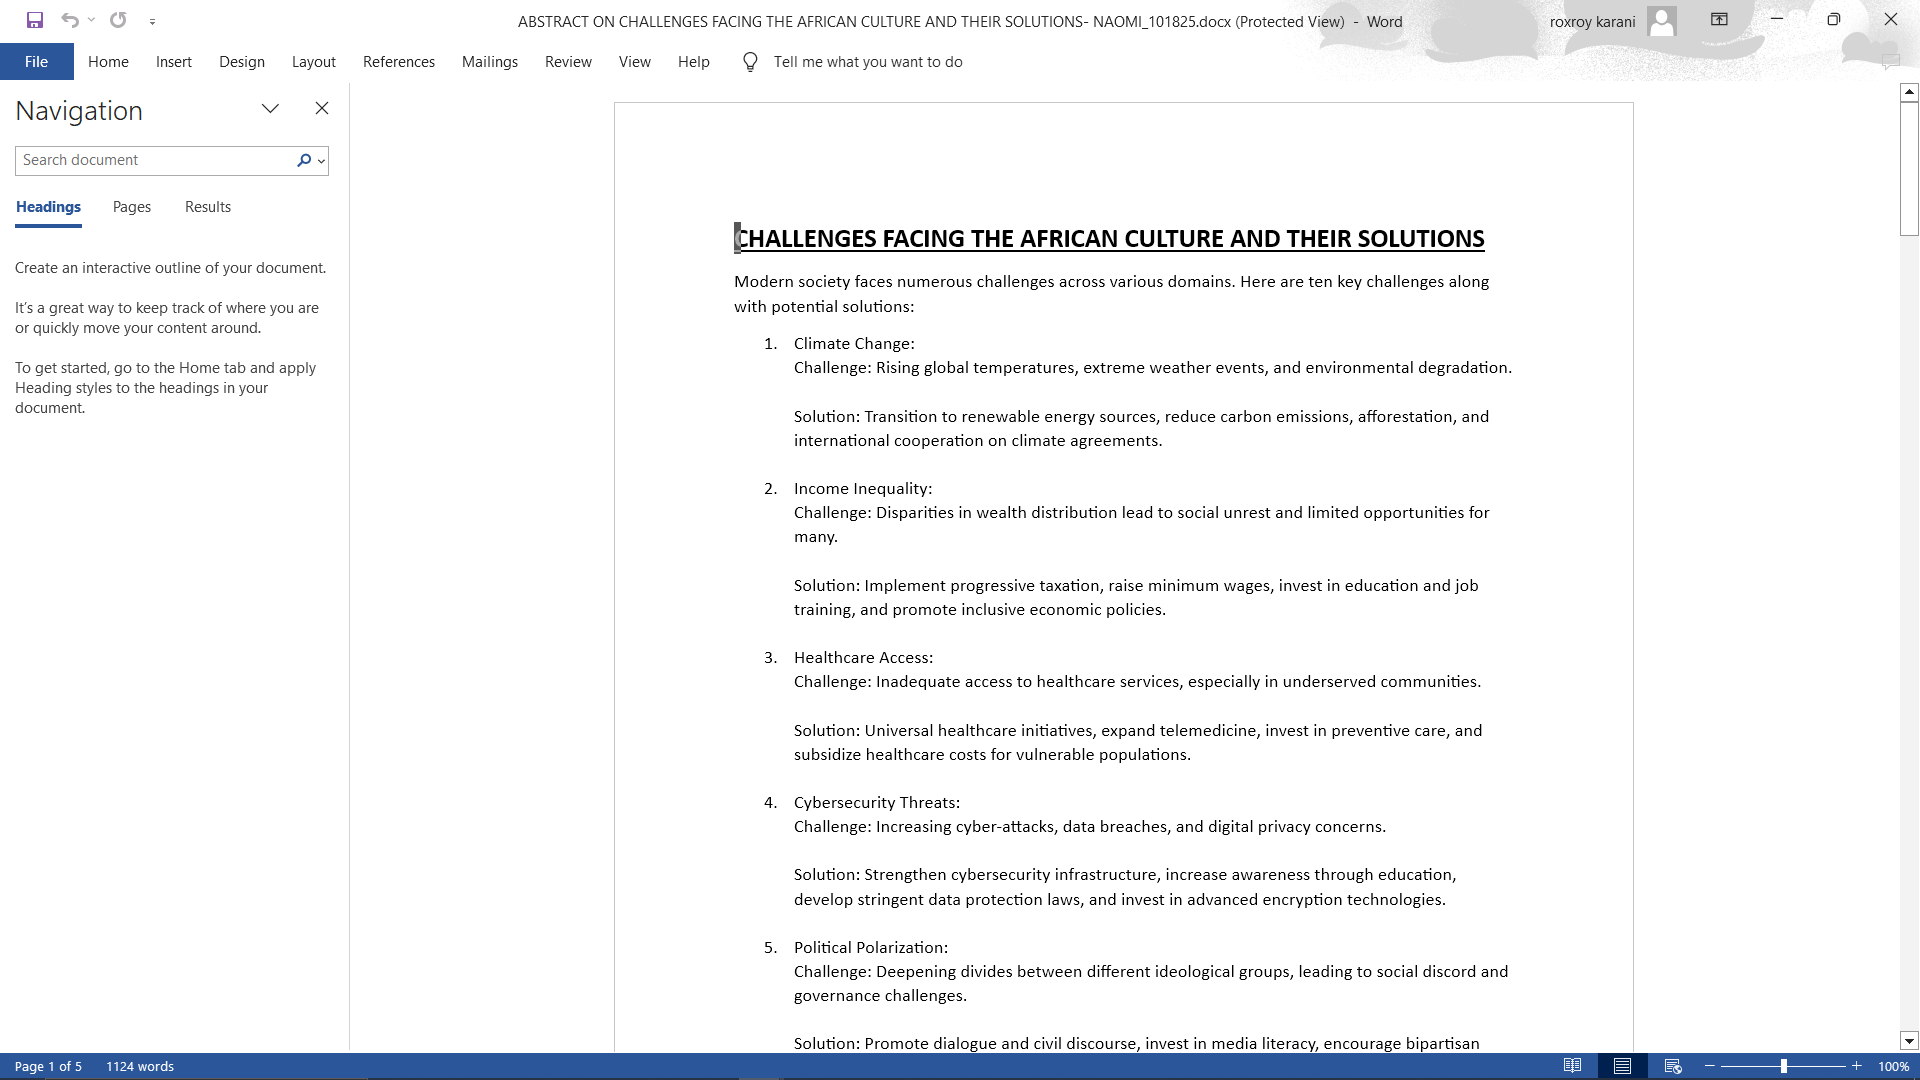 ABSTRACT ON CHALLENGES FACING THE AFRICAN CULTURE AND THEIR SOLUTIONS- NAOMI_101825.docx (Protected View) - Word
roxroy karani
File Home Insert Design Layout References Mailings Review View Help Tell me what you want to do
Navigation
Search document
Headings Pages Results
Create an interactive outline of your document.
It's a great way to keep track of where you are
or quickly move your content around.
To get started, go to the Home tab and apply
Heading styles to the headings in your
document.
CHALLENGES FACING THE AFRICAN CULTURE AND THEIR SOLUTIONS
Modern society faces numerous challenges across various domains. Here are ten key challenges along
with potential solutions:
1. Climate Change:
Challenge: Rising global temperatures, extreme weather events, and environmental degradation.
Solution: Transition to renewable energy sources, reduce carbon emissions, afforestation, and
international cooperation on climate agreements.
2. Income Inequality:
Challenge: Disparities in wealth distribution lead to social unrest and limited opportunities for
many.
Solution: Implement progressive taxation, raise minimum wages, invest in education and job
training, and promote inclusive economic policies.
3. Healthcare Access:
Challenge: Inadequate access to healthcare services, especially in underserved communities.
Solution: Universal healthcare initiatives, expand telemedicine, invest in preventive care, and
subsidize healthcare costs for vulnerable populations.
4. Cybersecurity Threats:
Challenge: Increasing cyber-attacks, data breaches, and digital privacy concerns.
Solution: Strengthen cybersecurity infrastructure, increase awareness through education,
develop stringent data protection laws, and invest in advanced encryption technologies.
5. Political Polarization:
Challenge: Deepening divides between different ideological groups, leading to social discord and
governance challenges.
Solution: Promote dialogue and civil discourse, invest in media literacy, encourage bipartisan
Page 1 of 5 1124 words
100%